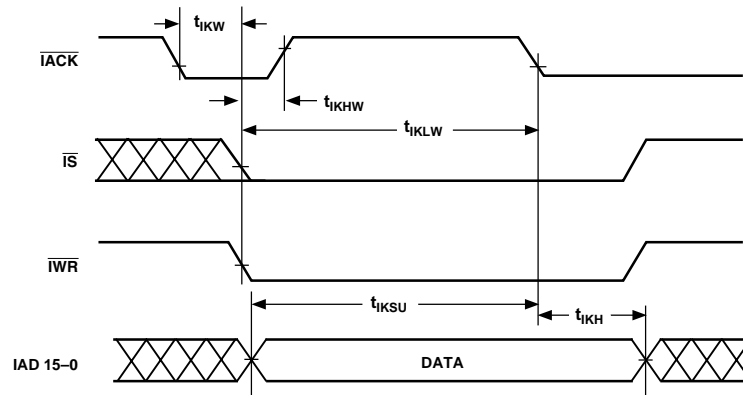 tIKW
IACK
tIKHW
tIKLW
IS
IWR
tIKSU
tIKH
IAD 15–0
DATA